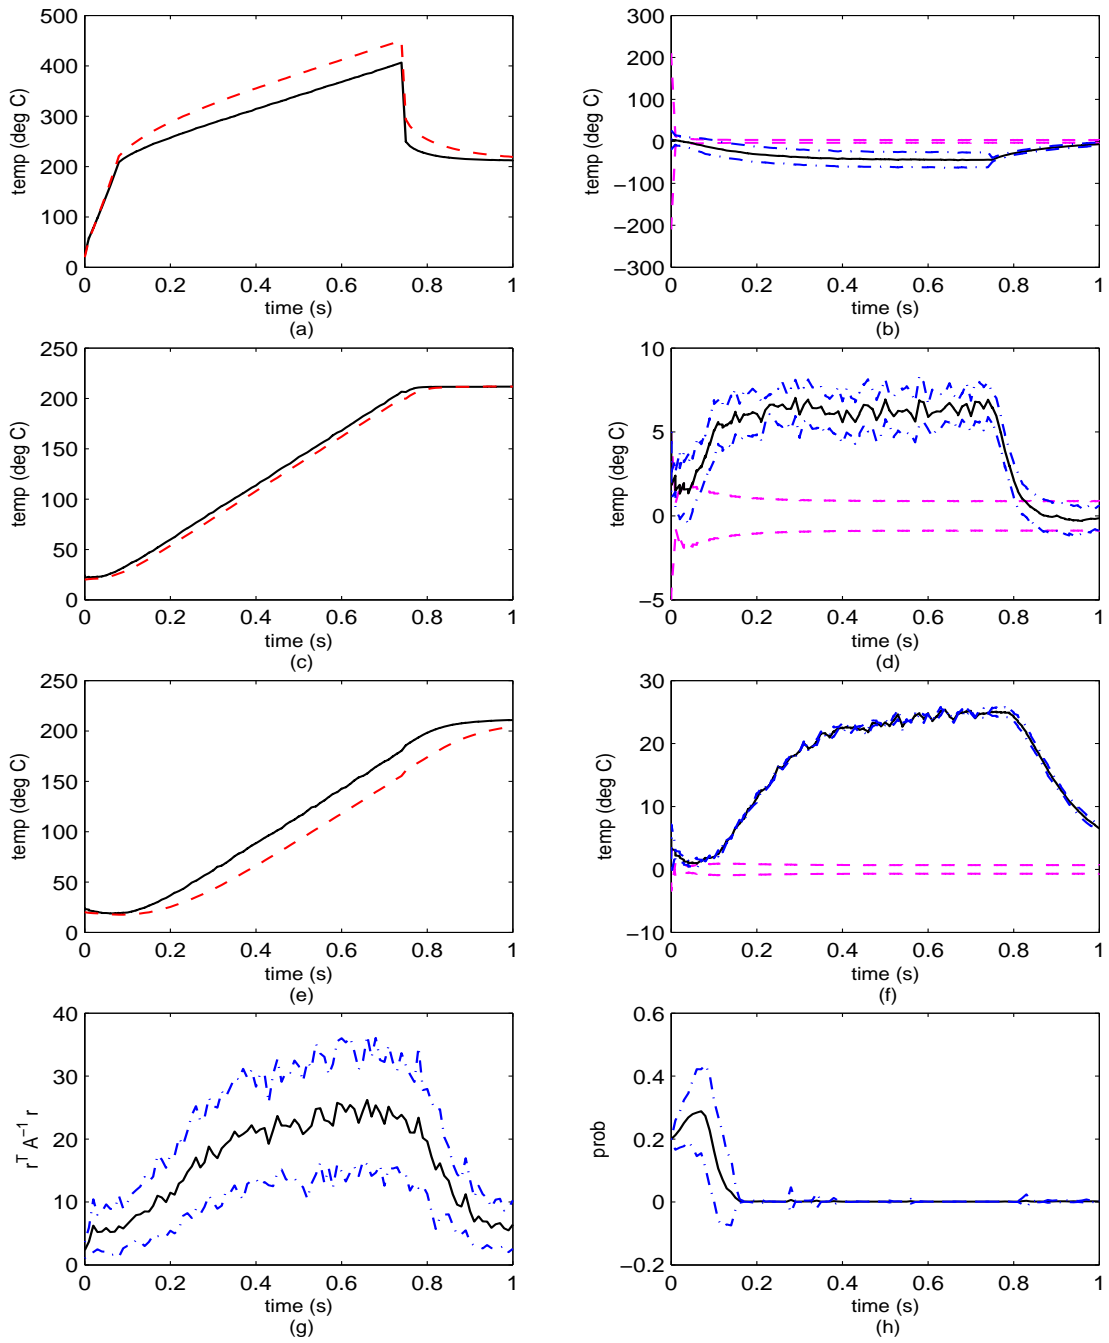 500
400
300
200
100
0
temp (deg C)
0 0.2 0.4 0.6 0.8 1
time (s)
(a)
300
200
100
0
−100
−200
−300
temp (deg C)
0 0.2 0.4 0.6 0.8 1
time (s)
(b)
250
200
150
100
50
0
temp (deg C)
0 0.2 0.4 0.6 0.8 1
time (s)
(c)
10
5
0
−5
temp (deg C)
0 0.2 0.4 0.6 0.8 1
time (s)
(d)
250
200
150
100
50
0
temp (deg C)
0 0.2 0.4 0.6 0.8 1
time (s)
(e)
30
20
10
0
−10
temp (deg C)
0 0.2 0.4 0.6 0.8 1
time (s)
(f)
40
30
20
10
0
r^T A^−1 r
0 0.2 0.4 0.6 0.8 1
time (s)
(g)
0.6
0.4
0.2
0
−0.2
prob
0 0.2 0.4 0.6 0.8 1
time (s)
(h)